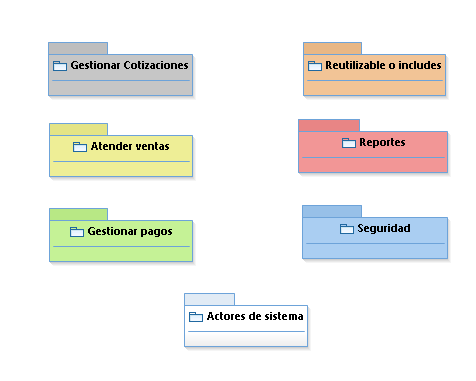 Gestionar Cotizaciones
Reutilizable o includes
Atender ventas
Reportes
Gestionar pagos
Seguridad
Actores de sistema